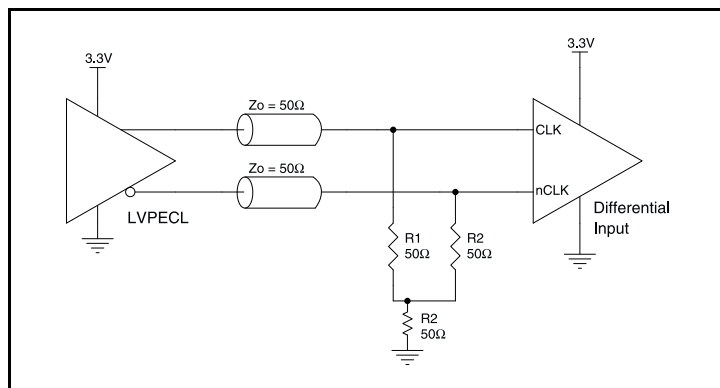 3.3V
3.3V
Zo = 50Ω
CLK
Zo = 50Ω
nCLK
LVPECL
Differential
Input
R1
50Ω
R2
50Ω
R2
50Ω